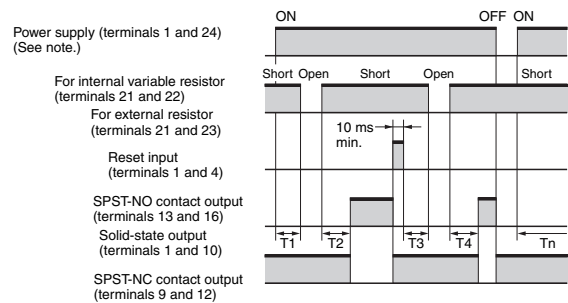 ON OFF ON
Power supply (terminals 1 and 24)
(See note.)
Short Open Short Open Short
For internal variable resistor
(terminals 21 and 22)
For external resistor
(terminals 21 and 23)
10 ms
min.
Reset input
(terminals 1 and 4)
SPST-NO contact output
(terminals 13 and 16)
Solid-state output
(terminals 1 and 10)
T1 T2 T3 T4 Tn
SPST-NC contact output
(terminals 9 and 12)